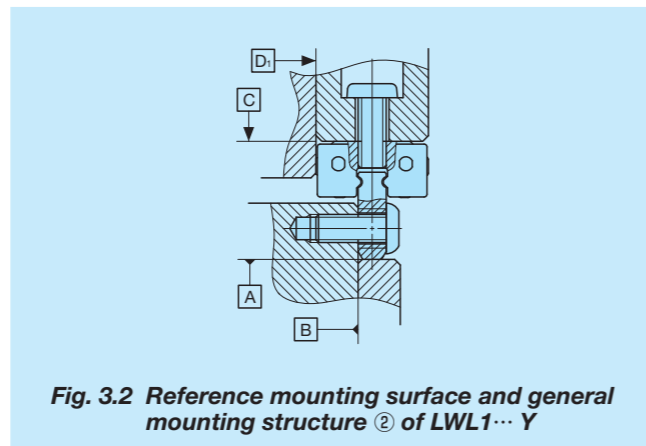 D₁
C
A
B
Fig. 3.2 Reference mounting surface and general
mounting structure ② of LWL1… Y